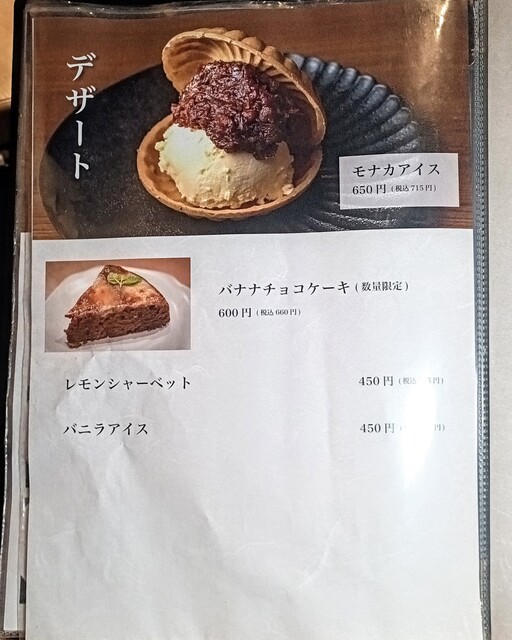 デザート
モナカアイス
650円 (税込 715円)
バナナチョコケーキ (数量限定)
600円 (税込 660円)
レモンシャーベット 450円 (税込
バニラアイス 450円